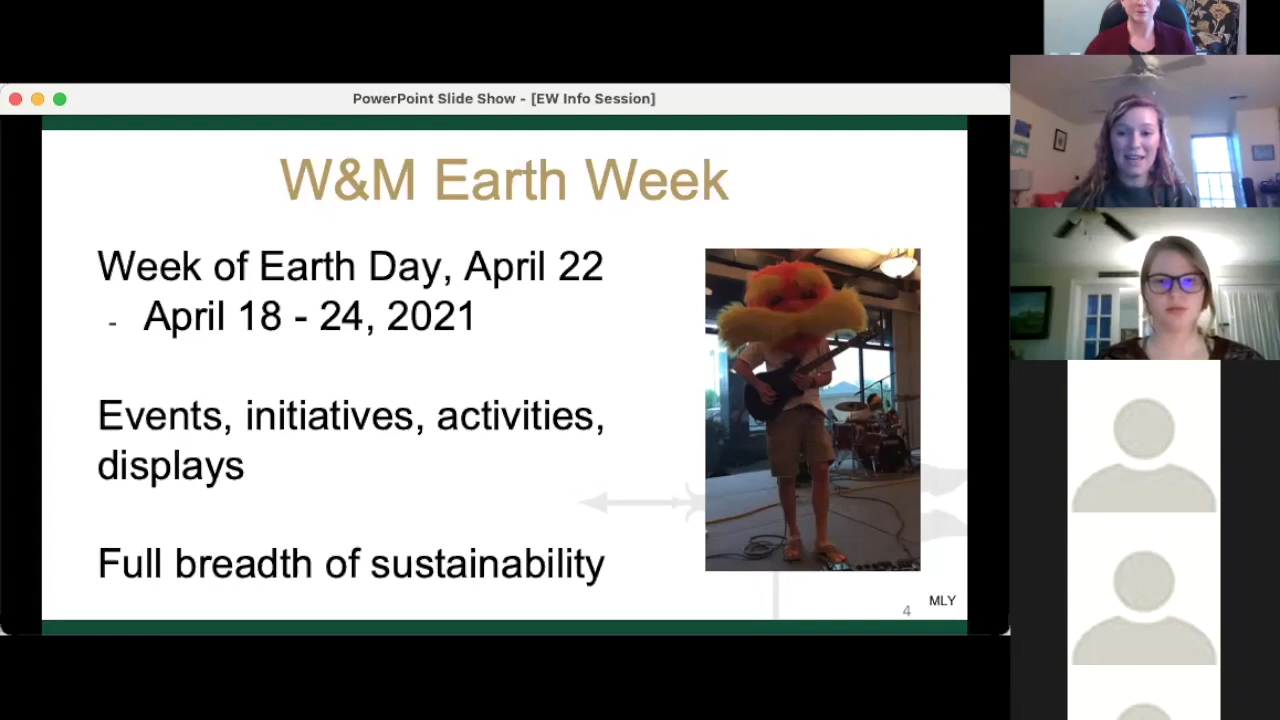 PowerPoint Slide Show - [EW Info Session]
W&M Earth Week
Week of Earth Day, April 22
- April 18 - 24, 2021
Events, initiatives, activities,
displays
Full breadth of sustainability
4
MLY